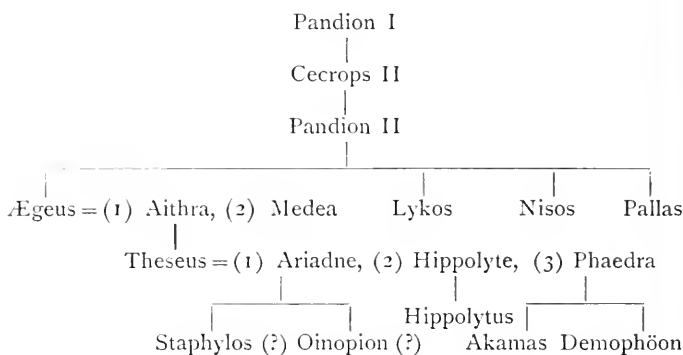 Pandion I
Cecrops II
Pandion II
Ægeus = (1) Aithra, (2) Medea Lykos Nisos Pallas
Theseus = (1) Ariadne, (2) Hippolyte, (3) Phaedra
Hippolytus
Staphylos (?) Oinopion (?) Akamas Demophöon